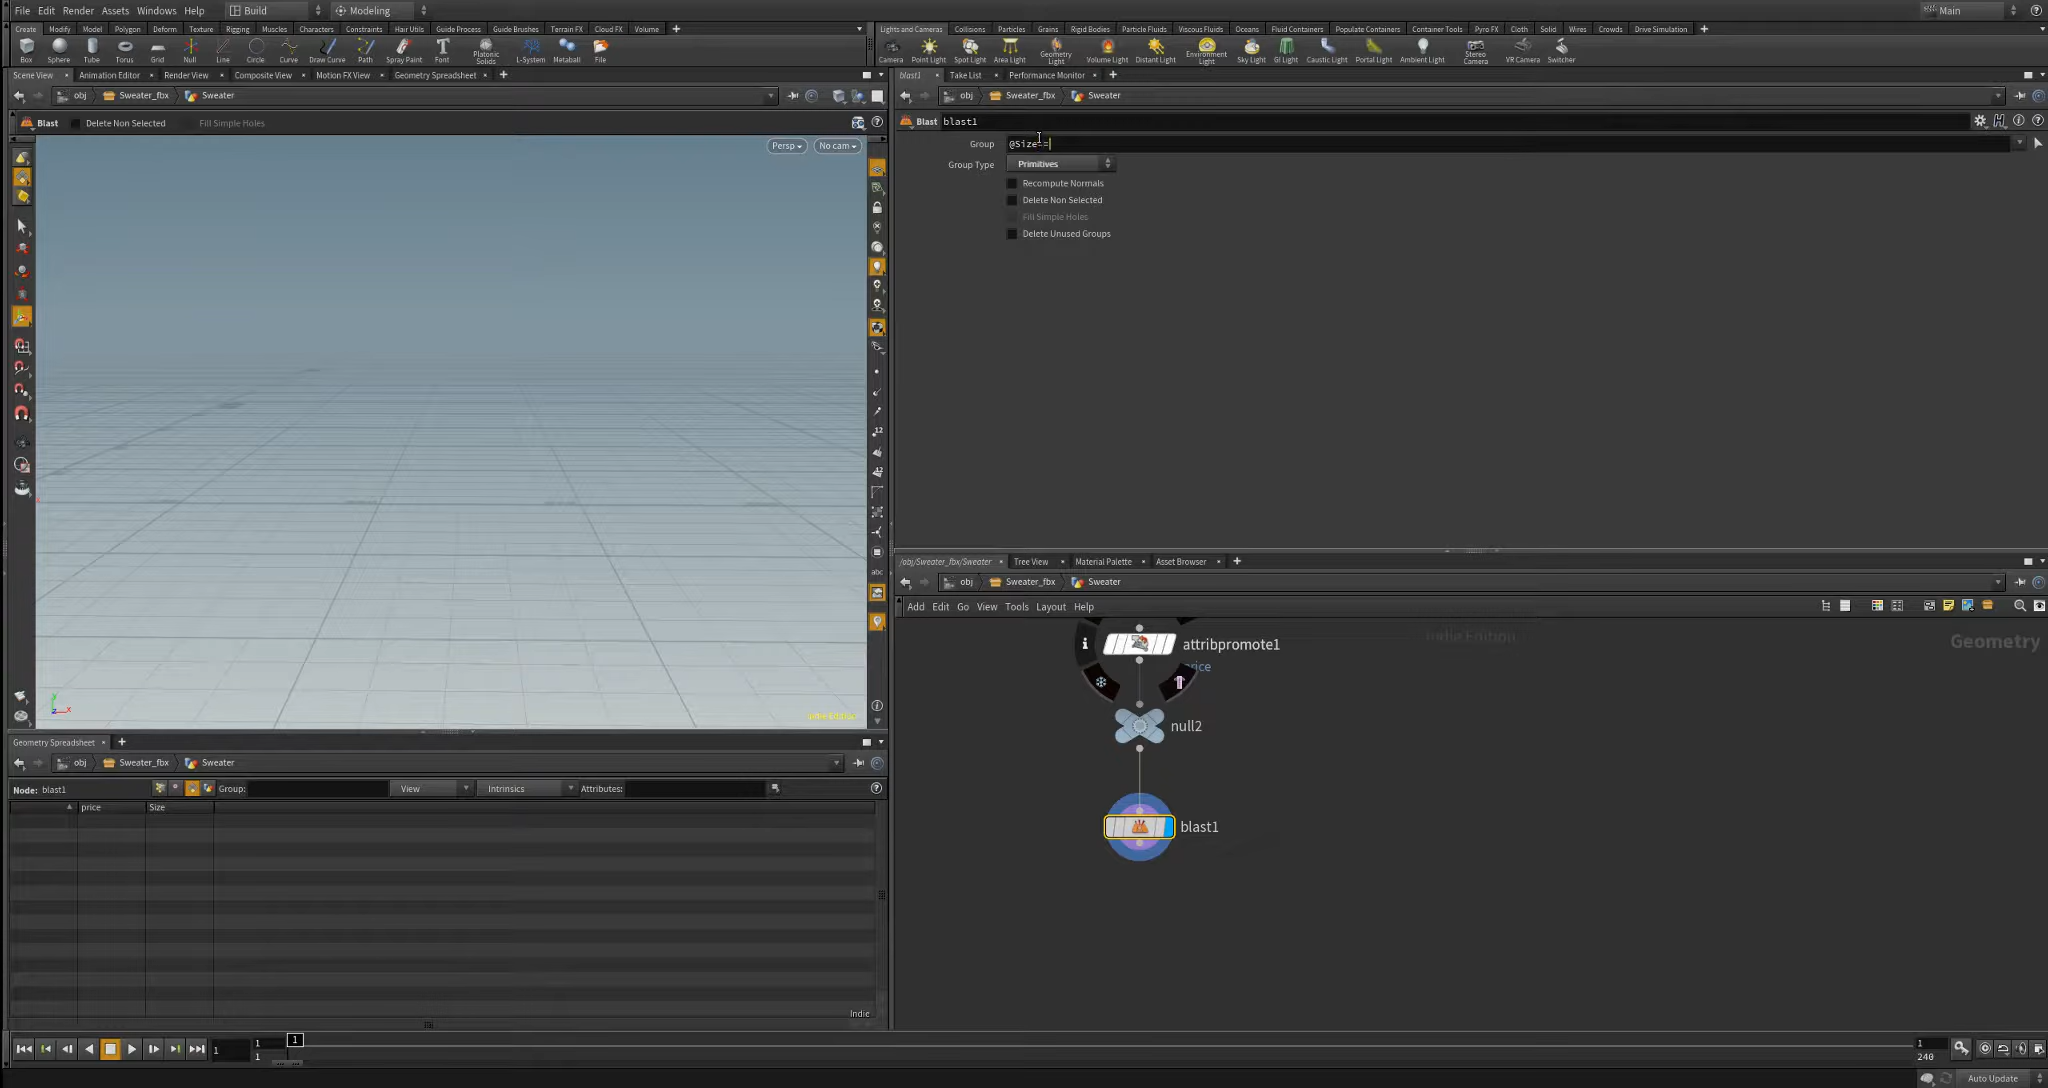 File Edit Render Assets Windows Help Build Modeling Main
Create Modify Model Polygon Deform Texture Rigging Muscles Characters Constraints Hair Utils Guide Process Guide Brushes Terrain FX Cloud FX Volume
Lights and Cameras Collisions Particles Grains Rigid Bodies Particle Fluids Viscous Fluids Oceans Fluid Containers Populate Containers Container Tools Pyro FX Cloth Solid Wires Crowds Drive Simulation
Box Sphere Tube Torus Grid Null Line Circle Curve Draw Curve Path Spray Paint Font Platonic Solids L-System Metaball File
Camera Point Light Spot Light Area Light Geometry Light Volume Light Distant Light Environment Light Sky Light GI Light Caustic Light Portal Light Ambient Light Stereo Camera VR Camera Switcher
Scene View Animation Editor Render View Composite View Motion FX View Geometry Spreadsheet
blast1 Take List Performance Monitor
obj Sweater_fbx Sweater
obj Sweater_fbx Sweater
Blast Delete Non Selected Fill Simple Holes
Blast blast1
Persp No cam
Group @Size==
Group Type Primitives
Recompute Normals
Delete Non Selected
Fill Simple Holes
Delete Unused Groups
/obj/Sweater_fbx/Sweater Tree View Material Palette Asset Browser
obj Sweater_fbx Sweater
Add Edit Go View Tools Layout Help
Indie Edition
Geometry
attribpromote1
price
null2
blast1
Indie Edition
Geometry Spreadsheet
obj Sweater_fbx Sweater
Node: blast1 Group: View Intrinsics Attributes:
price Size
Indie
1 1 1
1
1
240
Auto Update